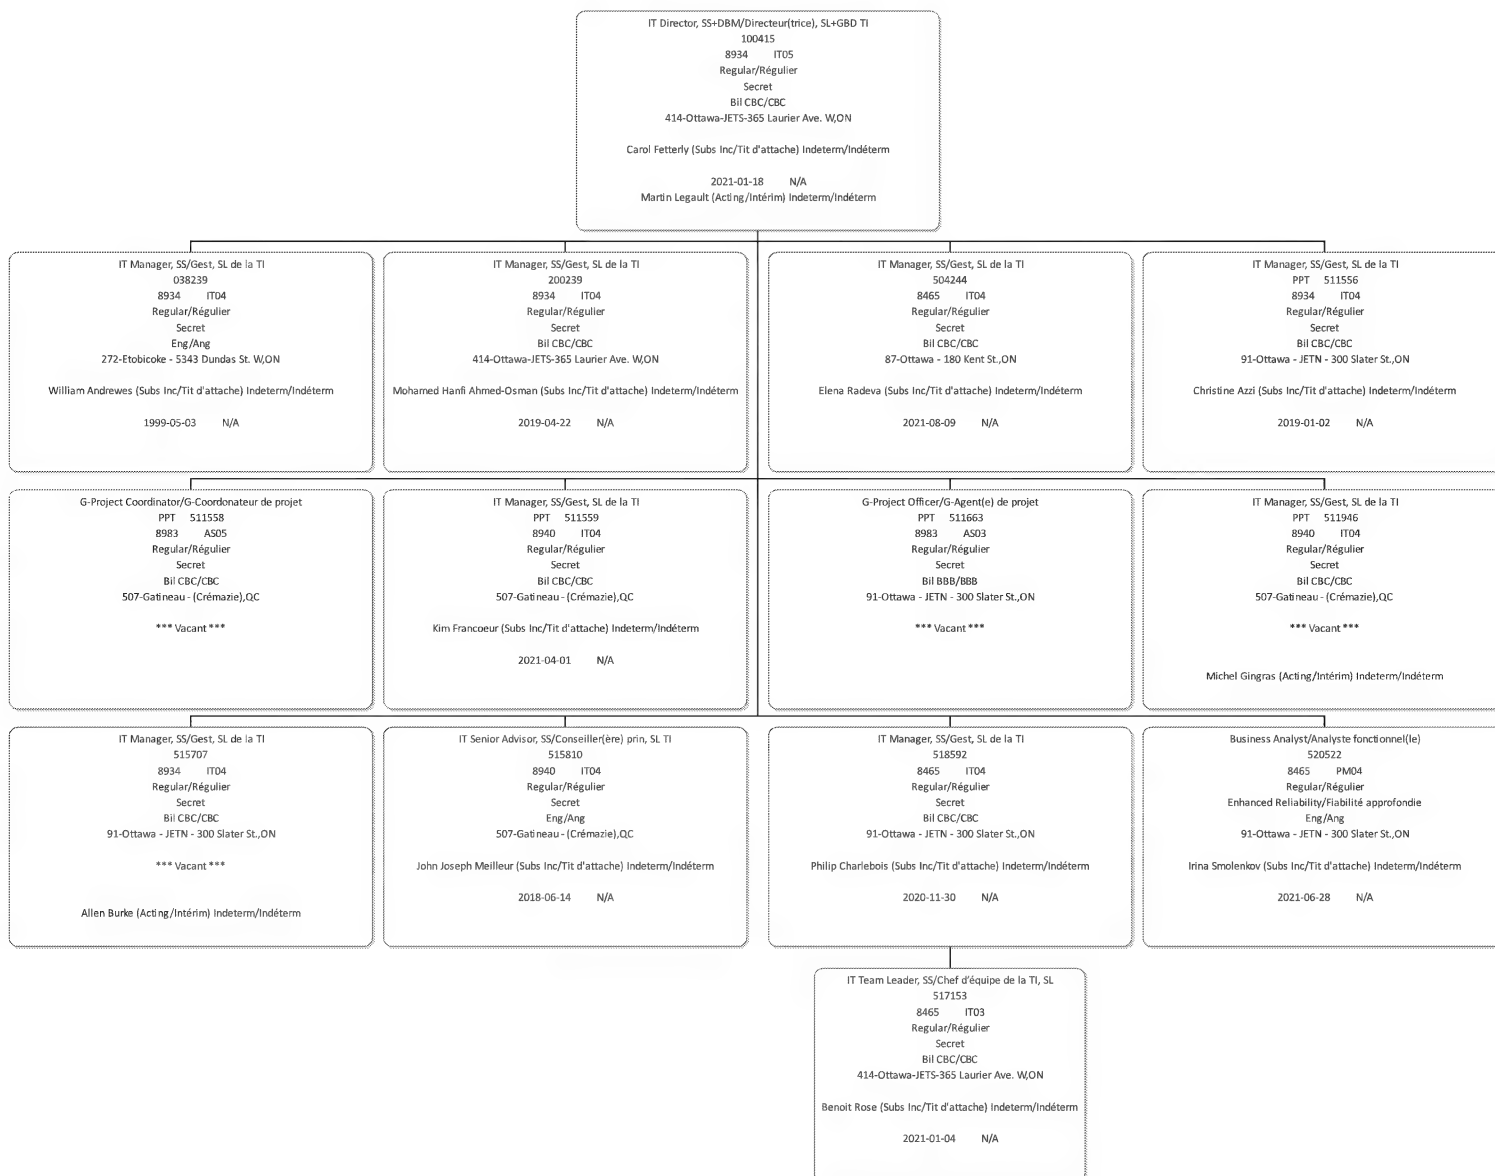 IT Director, SS+DBM/Directeur(trice), SL+GBD TI
100415
8934 IT05
Regular/Régulier
Secret
Bil CBC/CBC
414-Ottawa-JETS-365 Laurier Ave. W,ON
Carol Fetterly (Subs Inc/Tit d'attache) Indeterm/Indéterm
2021-01-18 N/A
Martin Legault (Acting/Intérim) Indeterm/Indéterm
IT Manager, SS/Gest, SL de la TI
038239
8934 IT04
Regular/Régulier
Secret
Eng/Ang
272-Etobicoke - 5343 Dundas St. W,ON
William Andrewes (Subs Inc/Tit d'attache) Indeterm/Indéterm
1999-05-03 N/A
IT Manager, SS/Gest, SL de la TI
200239
8934 IT04
Regular/Régulier
Secret
Bil CBC/CBC
414-Ottawa-JETS-365 Laurier Ave. W,ON
Mohamed Hanfi Ahmed-Osman (Subs Inc/Tit d'attache) Indeterm/Indéterm
2019-04-22 N/A
IT Manager, SS/Gest, SL de la TI
504244
8465 IT04
Regular/Régulier
Secret
Bil CBC/CBC
87-Ottawa - 180 Kent St.,ON
Elena Radeva (Subs Inc/Tit d'attache) Indeterm/Indéterm
2021-08-09 N/A
IT Manager, SS/Gest, SL de la TI
PPT 511556
8934 IT04
Regular/Régulier
Secret
Bil CBC/CBC
91-Ottawa - JETN - 300 Slater St.,ON
Christine Azzi (Subs Inc/Tit d'attache) Indeterm/Indéterm
2019-01-02 N/A
G-Project Coordinator/G-Coordonateur de projet
PPT 511558
8983 AS05
Regular/Régulier
Secret
Bil CBC/CBC
507-Gatineau - (Crémazie),QC
*** Vacant ***
IT Manager, SS/Gest, SL de la TI
PPT 511559
8940 IT04
Regular/Régulier
Secret
Bil CBC/CBC
507-Gatineau - (Crémazie),QC
Kim Francoeur (Subs Inc/Tit d'attache) Indeterm/Indéterm
2021-04-01 N/A
G-Project Officer/G-Agent(e) de projet
PPT 511663
8983 AS03
Regular/Régulier
Secret
Bil BBB/BBB
91-Ottawa - JETN - 300 Slater St.,ON
*** Vacant ***
IT Manager, SS/Gest, SL de la TI
PPT 511946
8940 IT04
Regular/Régulier
Secret
Bil CBC/CBC
507-Gatineau - (Crémazie),QC
*** Vacant ***
Michel Gingras (Acting/Intérim) Indeterm/Indéterm
IT Manager, SS/Gest, SL de la TI
515707
8934 IT04
Regular/Régulier
Secret
Bil CBC/CBC
91-Ottawa - JETN - 300 Slater St.,ON
*** Vacant ***
Allen Burke (Acting/Intérim) Indeterm/Indéterm
IT Senior Advisor, SS/Conseiller(ère) prin, SL TI
515810
8940 IT04
Regular/Régulier
Secret
Eng/Ang
507-Gatineau - (Crémazie),QC
John Joseph Meilleur (Subs Inc/Tit d'attache) Indeterm/Indéterm
2018-06-14 N/A
IT Manager, SS/Gest, SL de la TI
518592
8465 IT04
Regular/Régulier
Secret
Bil CBC/CBC
91-Ottawa - JETN - 300 Slater St.,ON
Philip Charlebois (Subs Inc/Tit d'attache) Indeterm/Indéterm
2020-11-30 N/A
Business Analyst/Analyste fonctionnel(le)
520522
8465 PM04
Regular/Régulier
Enhanced Reliability/Fiabilité approfondie
Eng/Ang
91-Ottawa - JETN - 300 Slater St.,ON
Irina Smolenkov (Subs Inc/Tit d'attache) Indeterm/Indéterm
2021-06-28 N/A
IT Team Leader, SS/Chef d'équipe de la TI, SL
517153
8465 IT03
Regular/Régulier
Secret
Bil CBC/CBC
414-Ottawa-JETS-365 Laurier Ave. W,ON
Benoit Rose (Subs Inc/Tit d'attache) Indeterm/Indéterm
2021-01-04 N/A